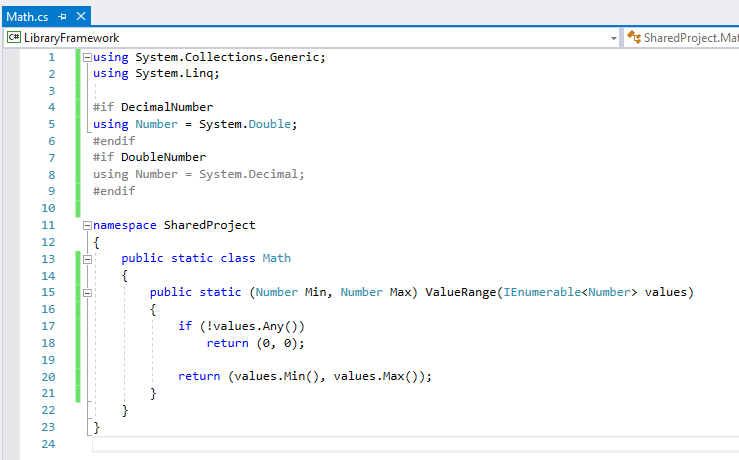 Math.cs
C# LibraryFramework SharedProject.Mat
1 using System.Collections.Generic;
2 using System.Linq;
3
4 #if DecimalNumber
5 using Number = System.Double;
6 #endif
7 #if DoubleNumber
8 using Number = System.Decimal;
9 #endif
10
11 namespace SharedProject
12 {
13     public static class Math
14     {
15         public static (Number Min, Number Max) ValueRange(IEnumerable<Number> values)
16         {
17             if (!values.Any())
18                 return (0, 0);
19
20             return (values.Min(), values.Max());
21         }
22     }
23 }
24